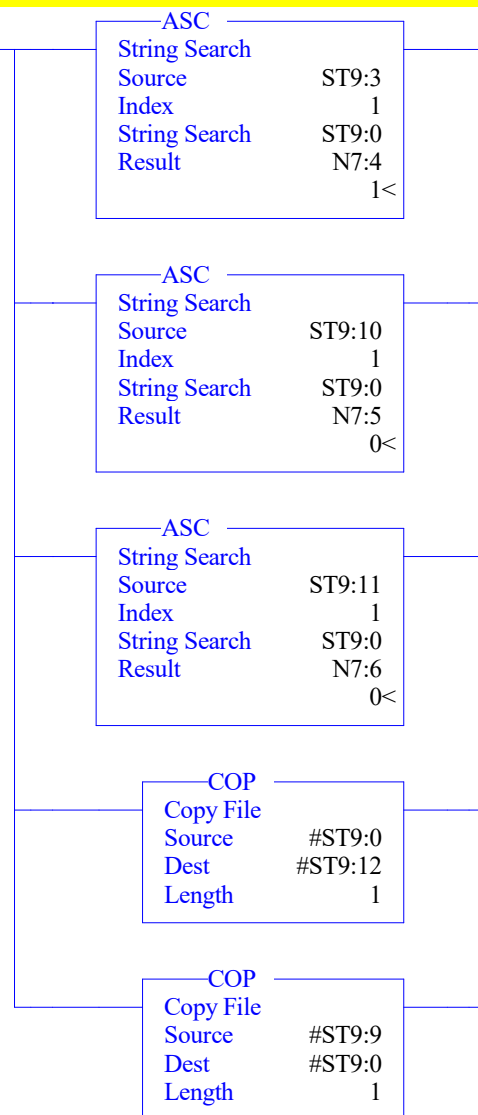 ASC
String Search
Source ST9:3
Index 1
String Search ST9:0
Result N7:4
1<
ASC
String Search
Source ST9:10
Index 1
String Search ST9:0
Result N7:5
0<
ASC
String Search
Source ST9:11
Index 1
String Search ST9:0
Result N7:6
0<
COP
Copy File
Source #ST9:0
Dest #ST9:12
Length 1
COP
Copy File
Source #ST9:9
Dest #ST9:0
Length 1